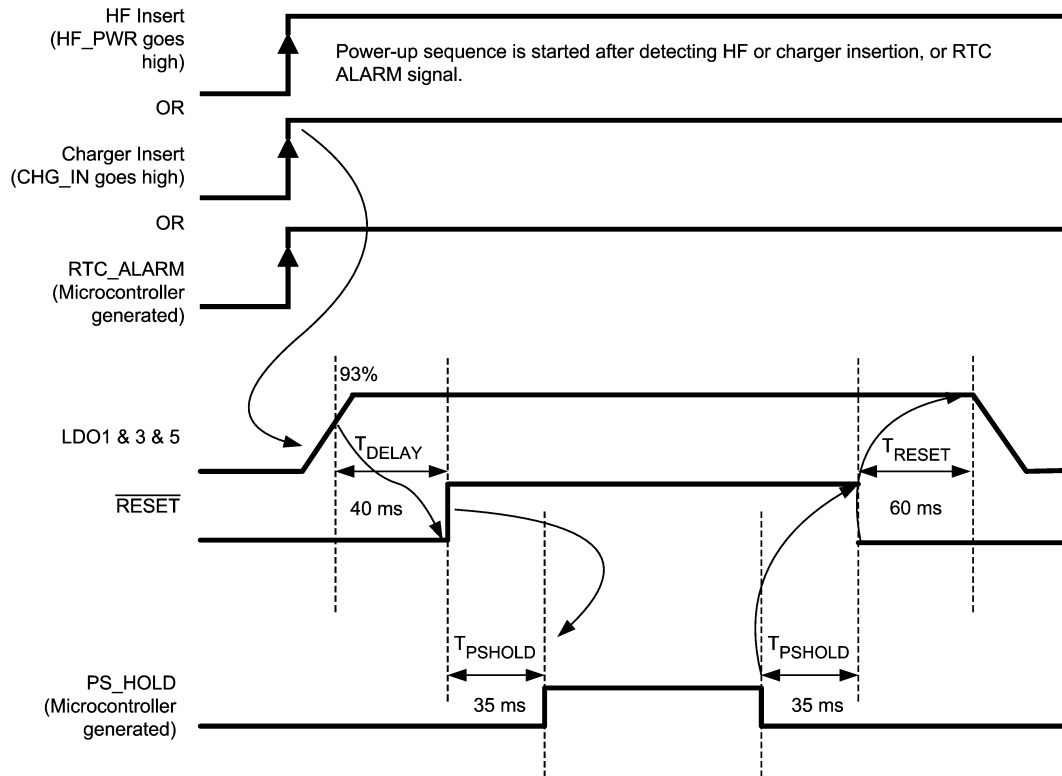 HF Insert
(HF_PWR goes
high)
Power-up sequence is started after detecting HF or charger insertion, or RTC
ALARM signal.
OR
Charger Insert
(CHG_IN goes high)
OR
RTC_ALARM
(Microcontroller
generated)
93%
LDO1 & 3 & 5
TDELAY
TRESET
RESET
40 ms
60 ms
TPSHOLD
TPSHOLD
PS_HOLD
(Microcontroller
generated)
35 ms
35 ms